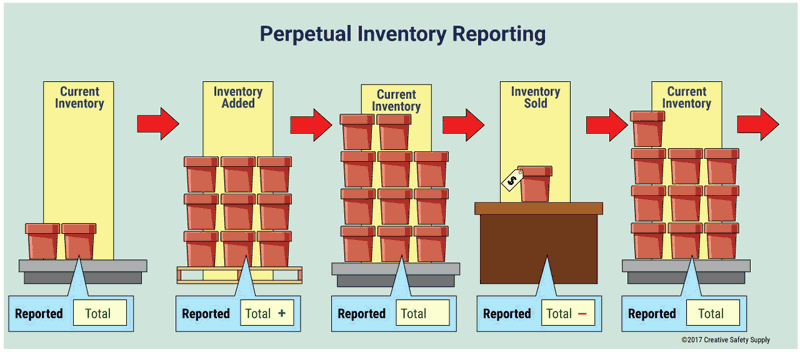 Perpetual Inventory Reporting
Current
Inventory
Inventory
Added
Current
Inventory
Inventory
Sold
Current
Inventory
$
Reported Total
Reported Total +
Reported Total
Reported Total −
Reported Total
©2017 Creative Safety Supply